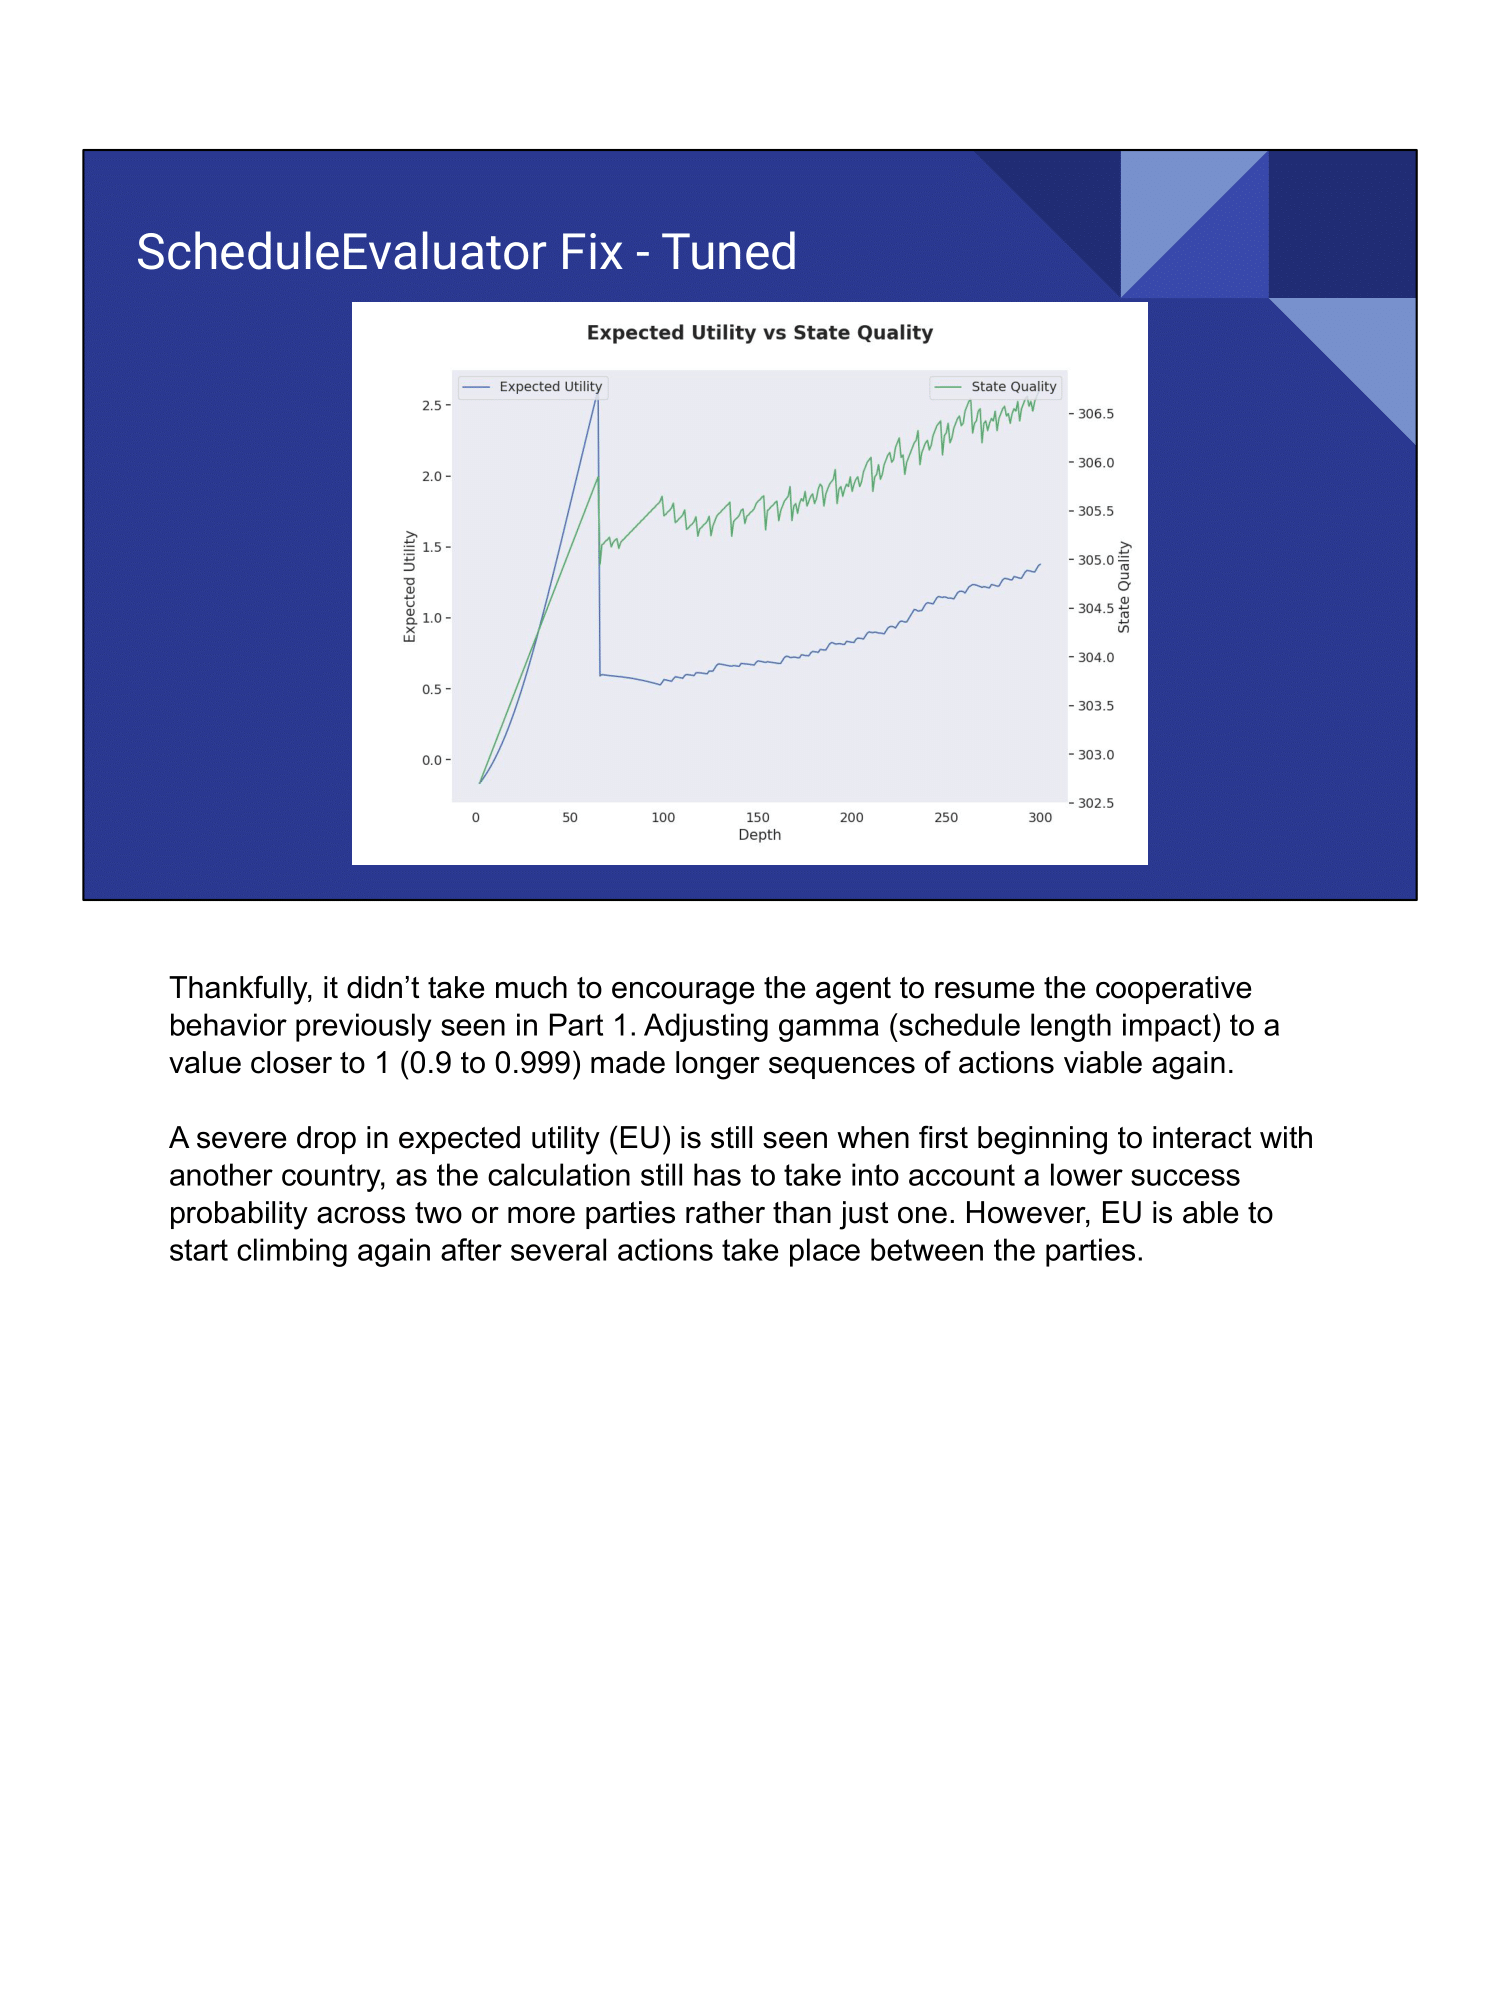 ScheduleEvaluator Fix - Tuned
Expected Utility vs State Quality
Expected Utility
State Quality
2.5
2.0
1.5
1.0
0.5
0.0
Expected Utility
306.5
306.0
305.5
305.0
304.5
304.0
303.5
303.0
302.5
State Quality
0 50 100 150 200 250 300
Depth
Thankfully, it didn’t take much to encourage the agent to resume the cooperative
behavior previously seen in Part 1. Adjusting gamma (schedule length impact) to a
value closer to 1 (0.9 to 0.999) made longer sequences of actions viable again.
A severe drop in expected utility (EU) is still seen when first beginning to interact with
another country, as the calculation still has to take into account a lower success
probability across two or more parties rather than just one. However, EU is able to
start climbing again after several actions take place between the parties.